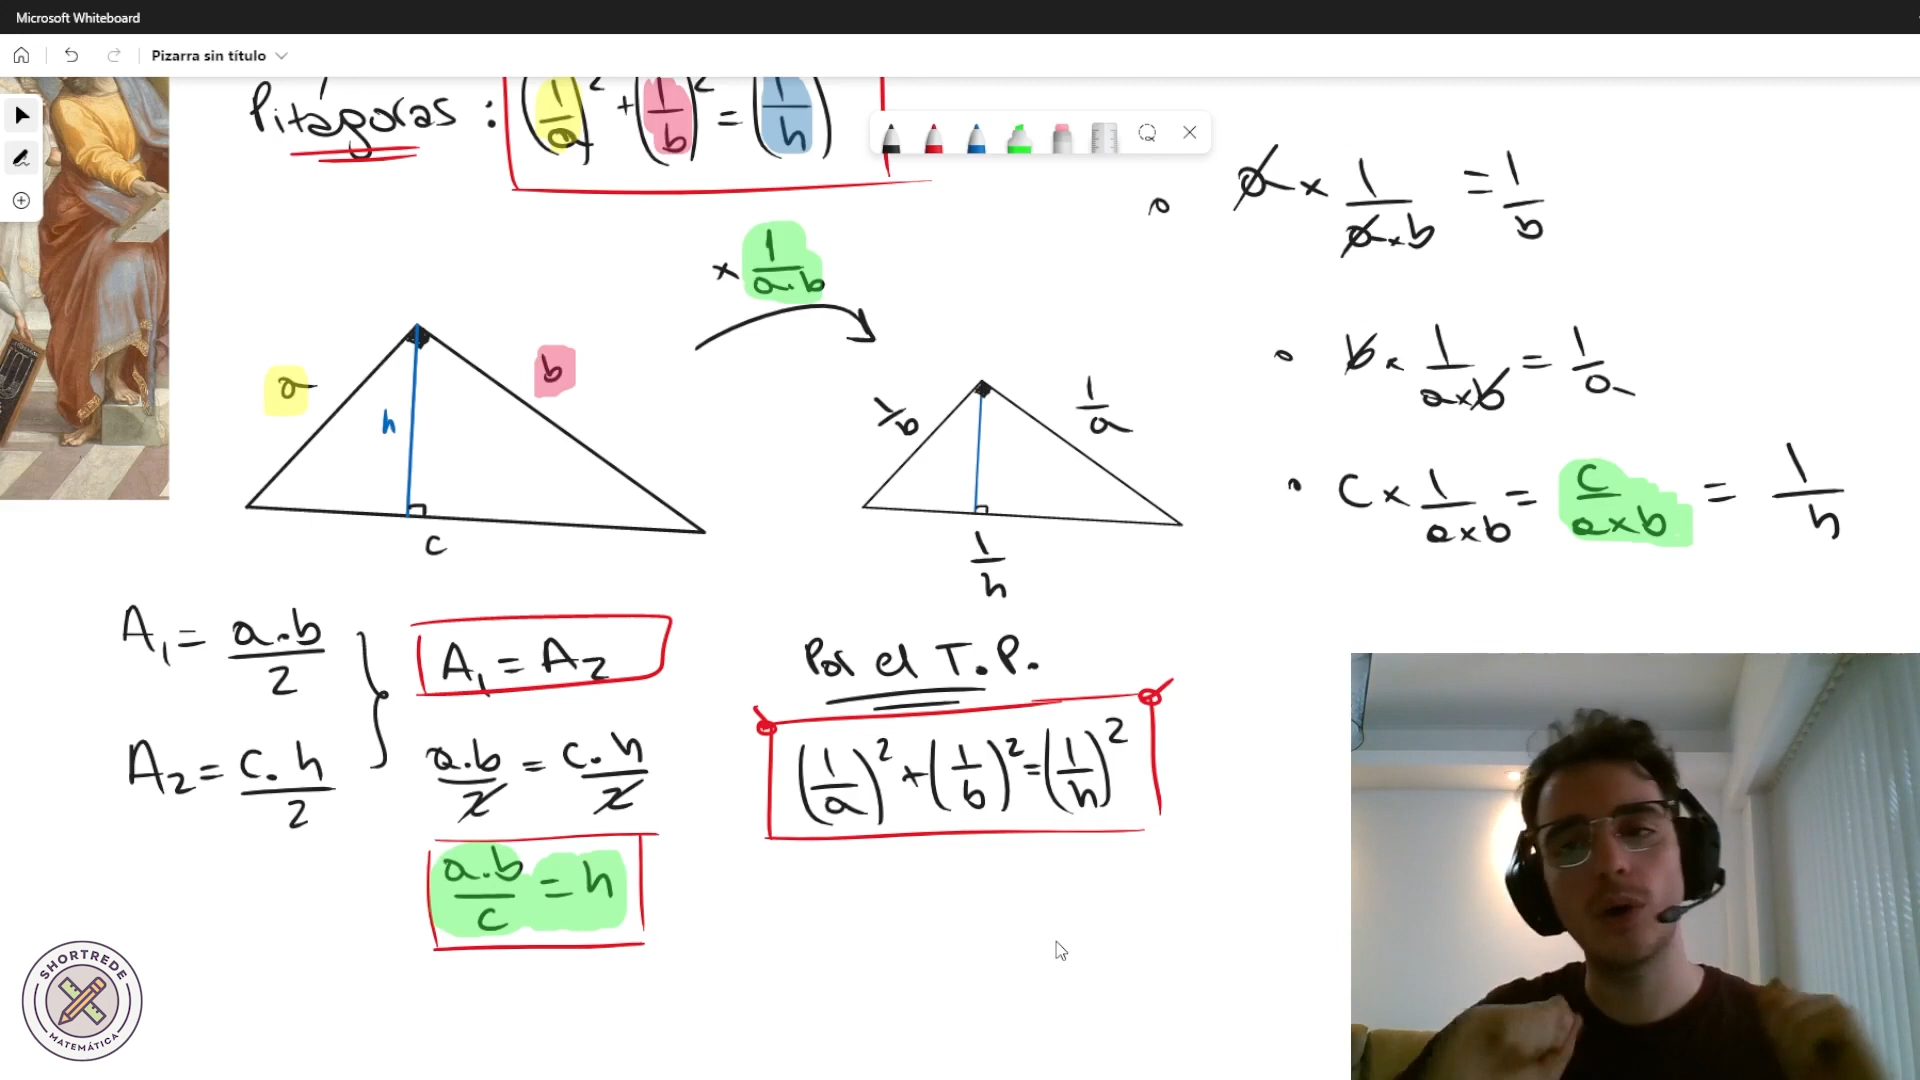 Microsoft Whiteboard
Pizarra sin título
Pitágoras : (1/a)² + (1/b)² = (1/h)
× 1/(a.b)
a
b
h
c
1/b
1/a
1/h
a × 1/(a×b) = 1/b
b × 1/(a×b) = 1/a
c × 1/(a×b) = c/(a×b) = 1/h
A₁ = a.b/2
A₂ = c.h/2
A₁ = A₂
a.b/2 = c.h/2
a.b/c = h
Por el T.P.
(1/a)² + (1/b)² = (1/h)²
SHORTREDE
MATEMÁTICA